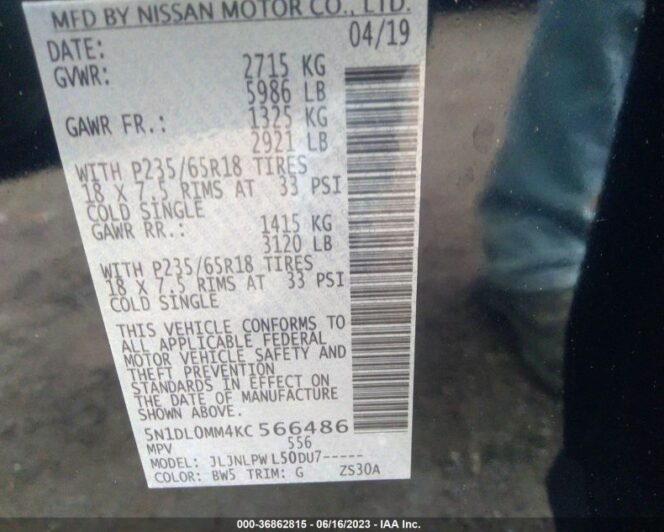 MFD BY NISSAN MOTOR CO., LTD.
DATE: 04/19
GVWR: 2715 KG
5986 LB
GAWR FR.: 1325 KG
2921 LB
WITH P235/65R18 TIRES
18 X 7.5 RIMS AT 33 PSI
COLD SINGLE
GAWR RR.: 1415 KG
3120 LB
WITH P235/65R18 TIRES
18 X 7.5 RIMS AT 33 PSI
COLD SINGLE
THIS VEHICLE CONFORMS TO
ALL APPLICABLE FEDERAL
MOTOR VEHICLE SAFETY AND
THEFT PREVENTION
STANDARDS IN EFFECT ON
THE DATE OF MANUFACTURE
SHOWN ABOVE.
5N1DL0MM4KC566486
MPV 556
MODEL: JLJNLPWL50DU7-----
COLOR: BW5 TRIM: G ZS30A
000-36862815 - 06/16/2023 - IAA Inc.